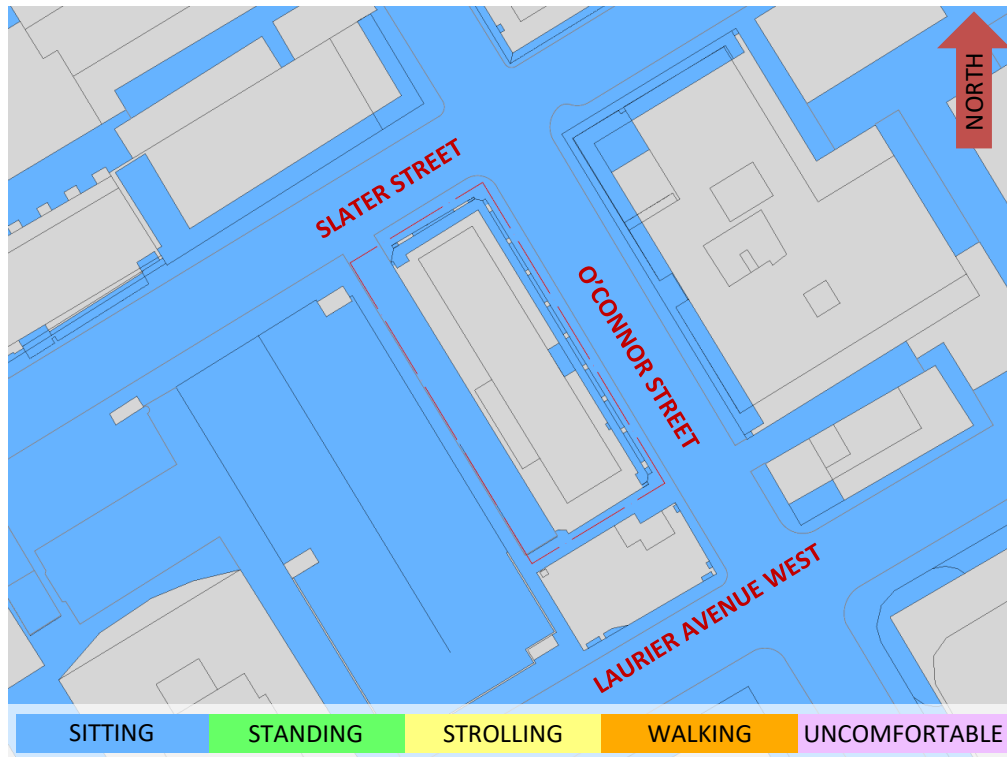 NORTH
SLATER STREET
O'CONNOR STREET
LAURIER AVENUE WEST
SITTING
STANDING
STROLLING
WALKING
UNCOMFORTABLE